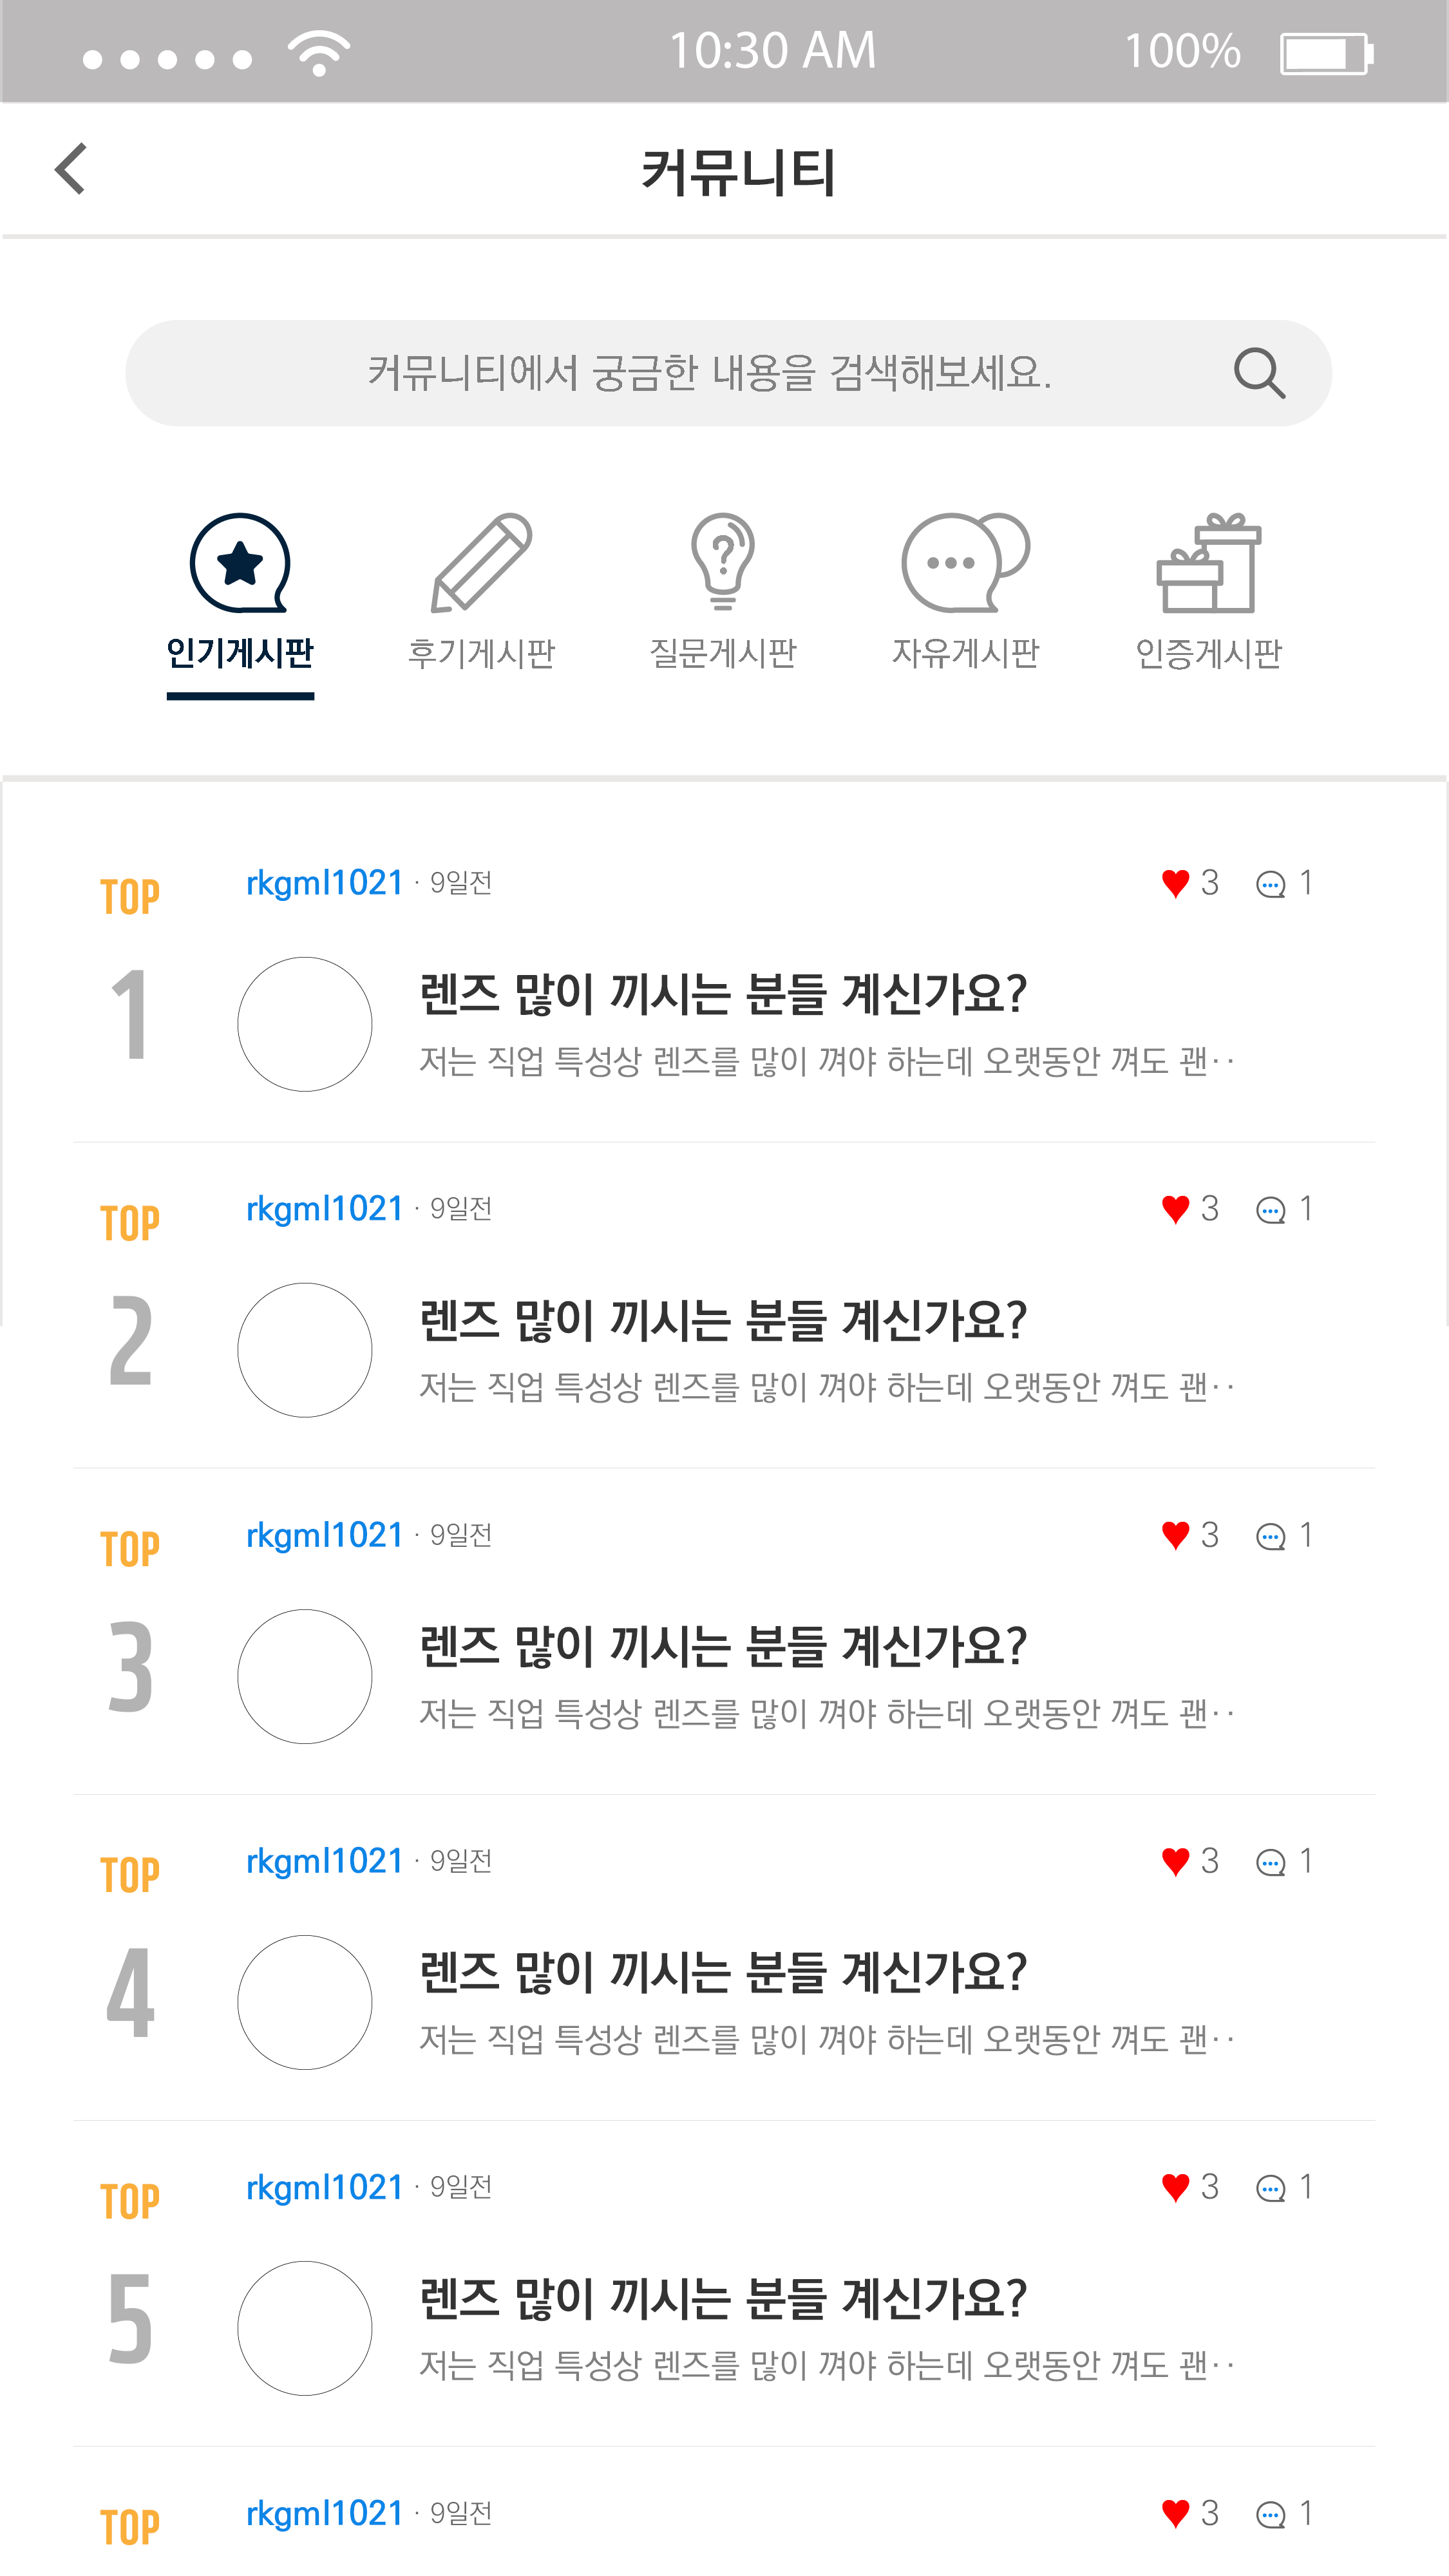 10:30 AM 100%
커뮤니티
커뮤니티에서 궁금한 내용을 검색해보세요.
인기게시판 후기게시판 질문게시판 자유게시판 인증게시판
TOP rkgml1021 · 9일전 3 1
1 렌즈 많이 끼시는 분들 계신가요?
저는 직업 특성상 렌즈를 많이 껴야 하는데 오랫동안 껴도 괜··
TOP rkgml1021 · 9일전 3 1
2 렌즈 많이 끼시는 분들 계신가요?
저는 직업 특성상 렌즈를 많이 껴야 하는데 오랫동안 껴도 괜··
TOP rkgml1021 · 9일전 3 1
3 렌즈 많이 끼시는 분들 계신가요?
저는 직업 특성상 렌즈를 많이 껴야 하는데 오랫동안 껴도 괜··
TOP rkgml1021 · 9일전 3 1
4 렌즈 많이 끼시는 분들 계신가요?
저는 직업 특성상 렌즈를 많이 껴야 하는데 오랫동안 껴도 괜··
TOP rkgml1021 · 9일전 3 1
5 렌즈 많이 끼시는 분들 계신가요?
저는 직업 특성상 렌즈를 많이 껴야 하는데 오랫동안 껴도 괜··
TOP rkgml1021 · 9일전 3 1